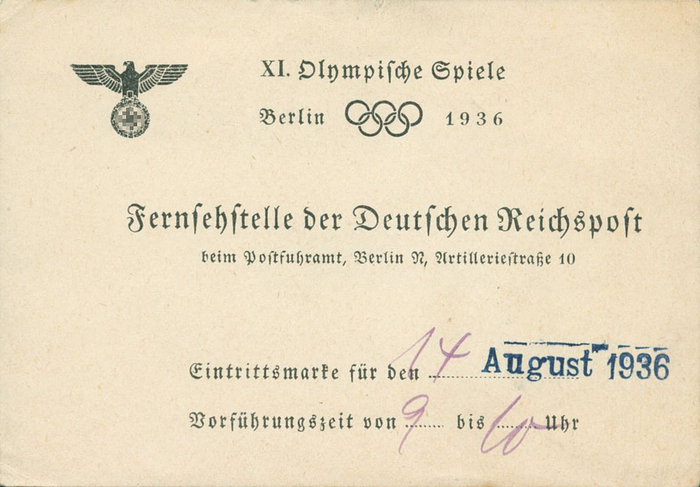 XI. Olympische Spiele
Berlin 1936
Fernsehstelle der Deutschen Reichspost
beim Postfuhramt, Berlin N, Artilleriestraße 10
Eintrittsmarke für den 14 August 1936
Vorführungszeit von 9 bis 10 Uhr